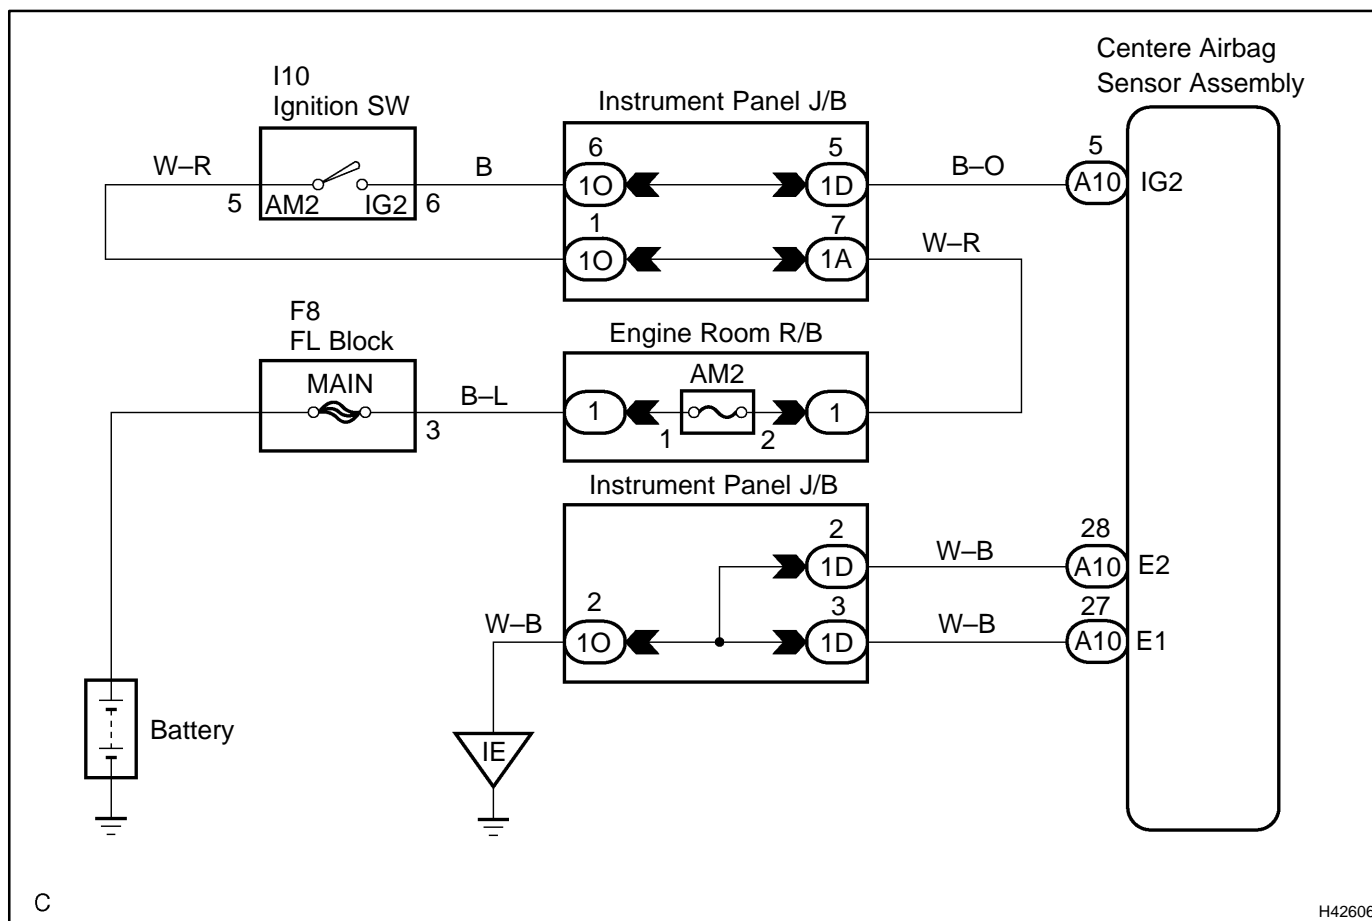 Centere Airbag
Sensor Assembly
I10
Ignition SW
Instrument Panel J/B
W–R
5
AM2
IG2
6
B
6
1O
5
1D
B–O
5
A10
IG2
1
1O
7
1A
W–R
F8
FL Block
MAIN
3
B–L
Engine Room R/B
AM2
1
1
2
1
Instrument Panel J/B
2
1D
W–B
28
A10
E2
W–B
2
1O
3
1D
W–B
27
A10
E1
Battery
IE
C
H42606